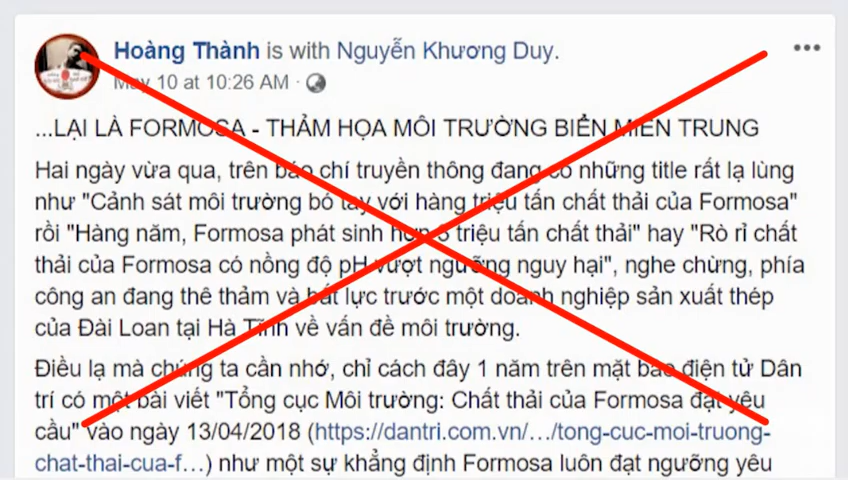 Hoàng Thành is with Nguyễn Khương Duy.
May 10 at 10:26 AM ·
...LẠI LÀ FORMOSA - THẢM HỌA MÔI TRƯỜNG BIỂN MIỀN TRUNG
Hai ngày vừa qua, trên báo chí truyền thông đang có những title rất lạ lùng
như "Cảnh sát môi trường bó tay với hàng triệu tấn chất thải của Formosa"
rồi "Hàng năm, Formosa phát sinh hơn 3 triệu tấn chất thải" hay "Rò rỉ chất
thải của Formosa có nồng độ pH vượt ngưỡng nguy hại", nghe chừng, phía
công an đang thê thảm và bất lực trước một doanh nghiệp sản xuất thép
của Đài Loan tại Hà Tĩnh về vấn đề môi trường.
Điều lạ mà chúng ta cần nhớ, chỉ cách đây 1 năm trên mặt báo điện tử Dân
trí có một bài viết "Tổng cục Môi trường: Chất thải của Formosa đạt yêu
cầu" vào ngày 13/04/2018 (https://dantri.com.vn/.../tong-cuc-moi-truong-
chat-thai-cua-f...) như một sự khẳng định Formosa luôn đạt ngưỡng yêu